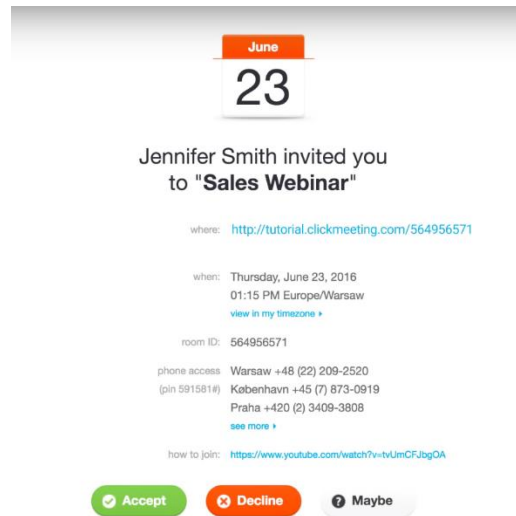 June
23
Jennifer Smith invited you
to "Sales Webinar"
where: http://tutorial.clickmeeting.com/564956571
when: Thursday, June 23, 2016
01:15 PM Europe/Warsaw
view in my timezone ▸
room ID: 564956571
phone access Warsaw +48 (22) 209-2520
(pin 591581#) København +45 (7) 873-0919
Praha +420 (2) 3409-3808
see more ▸
how to join: https://www.youtube.com/watch?v=tvUmCFJbgOA
Accept Decline Maybe